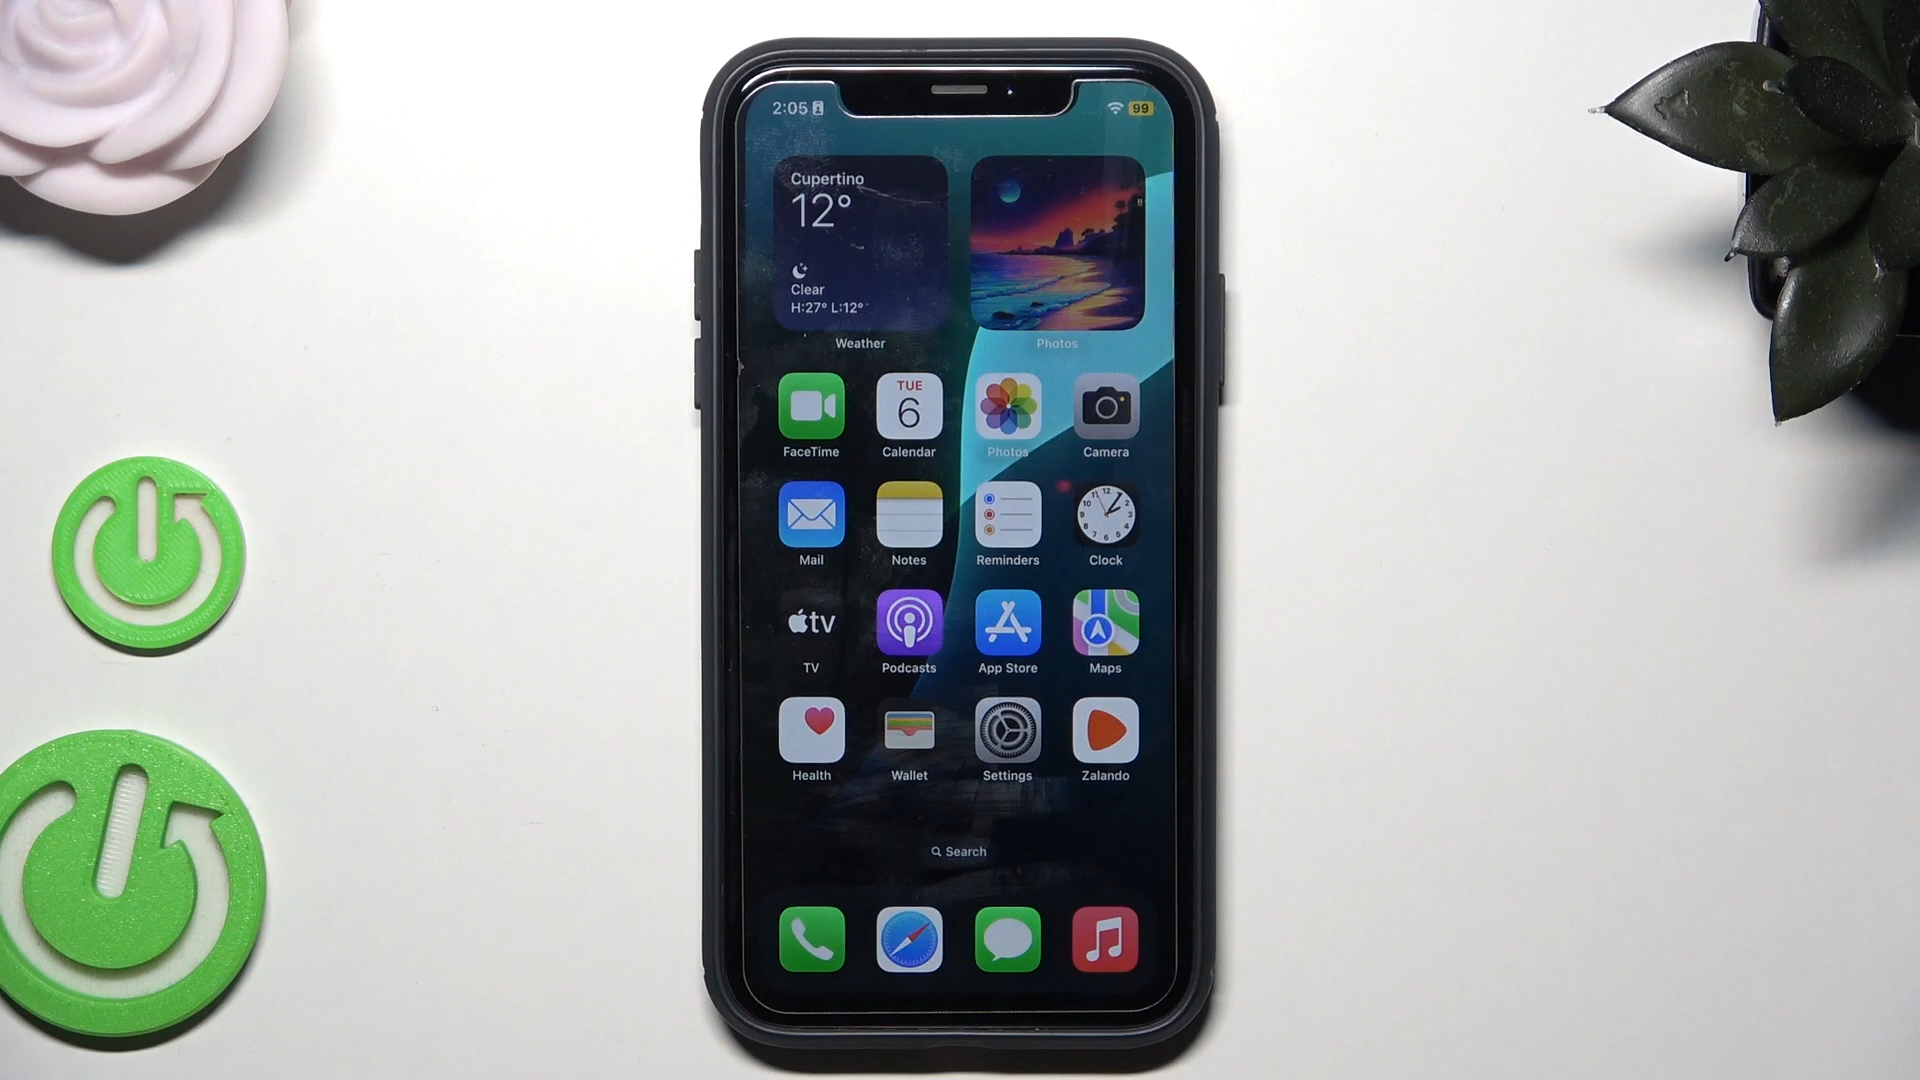 2:05 99
Cupertino
12°
Clear
H:27° L:12°
Weather Photos
TUE
6
FaceTime Calendar Photos Camera
Mail Notes Reminders Clock
tv
TV Podcasts App Store Maps
Health Wallet Settings Zalando
Search